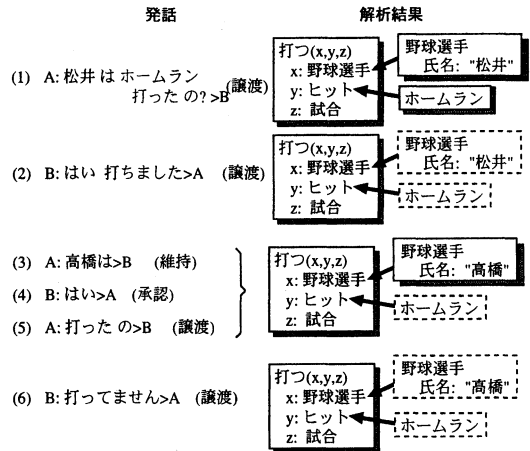 発話 解析結果
(1) A: 松井 は ホームラン
打った の? >B (譲渡)
打つ(x,y,z)
x: 野球選手
y: ヒット
z: 試合
野球選手
氏名: "松井"
ホームラン
(2) B: はい 打ちました>A (譲渡)
打つ(x,y,z)
x: 野球選手
y: ヒット
z: 試合
野球選手
氏名: "松井"
ホームラン
(3) A: 高橋は>B (維持)
(4) B: はい>A (承認)
(5) A: 打った の>B (譲渡)
打つ(x,y,z)
x: 野球選手
y: ヒット
z: 試合
野球選手
氏名: "高橋"
ホームラン
(6) B: 打ってません>A (譲渡)
打つ(x,y,z)
x: 野球選手
y: ヒット
z: 試合
野球選手
氏名: "高橋"
ホームラン